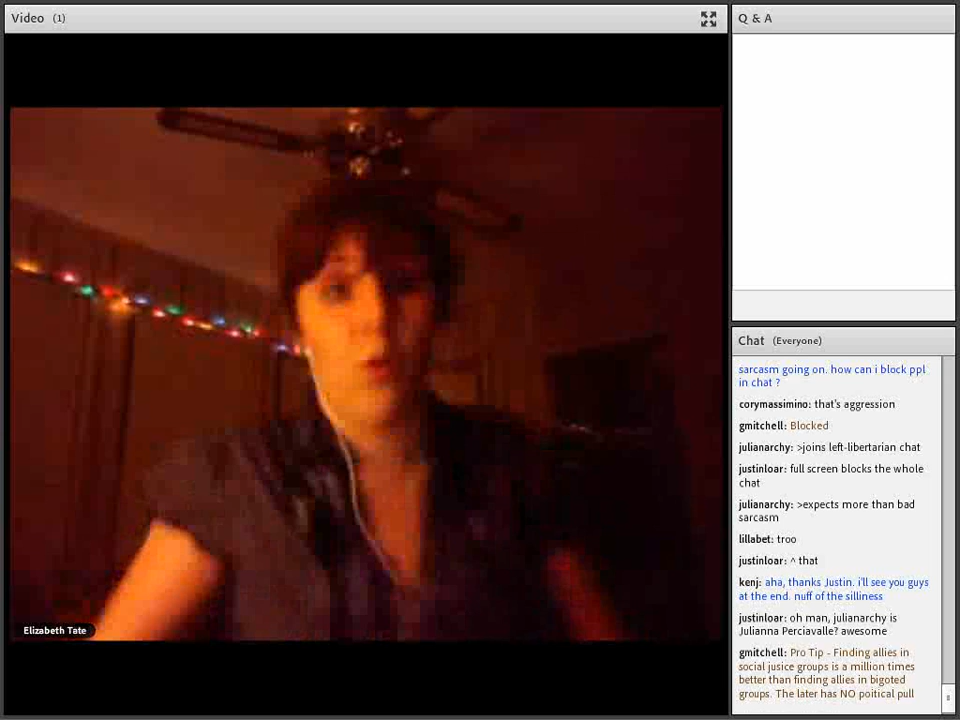 Video (1)
Q & A
Elizabeth Tate
Chat (Everyone)
sarcasm going on. how can i block ppl
in chat ?
corymassimino: that's aggression
gmitchell: Blocked
julianarchy: >joins left-libertarian chat
justinloar: full screen blocks the whole
chat
julianarchy: >expects more than bad
sarcasm
lillabet: troo
justinloar: ^ that
kenj: aha, thanks Justin. i'll see you guys
at the end. nuff of the silliness
justinloar: oh man, julianarchy is
Julianna Perciavalle? awesome
gmitchell: Pro Tip - Finding allies in
social jusice groups is a million times
better than finding allies in bigoted
groups. The later has NO poitical pull